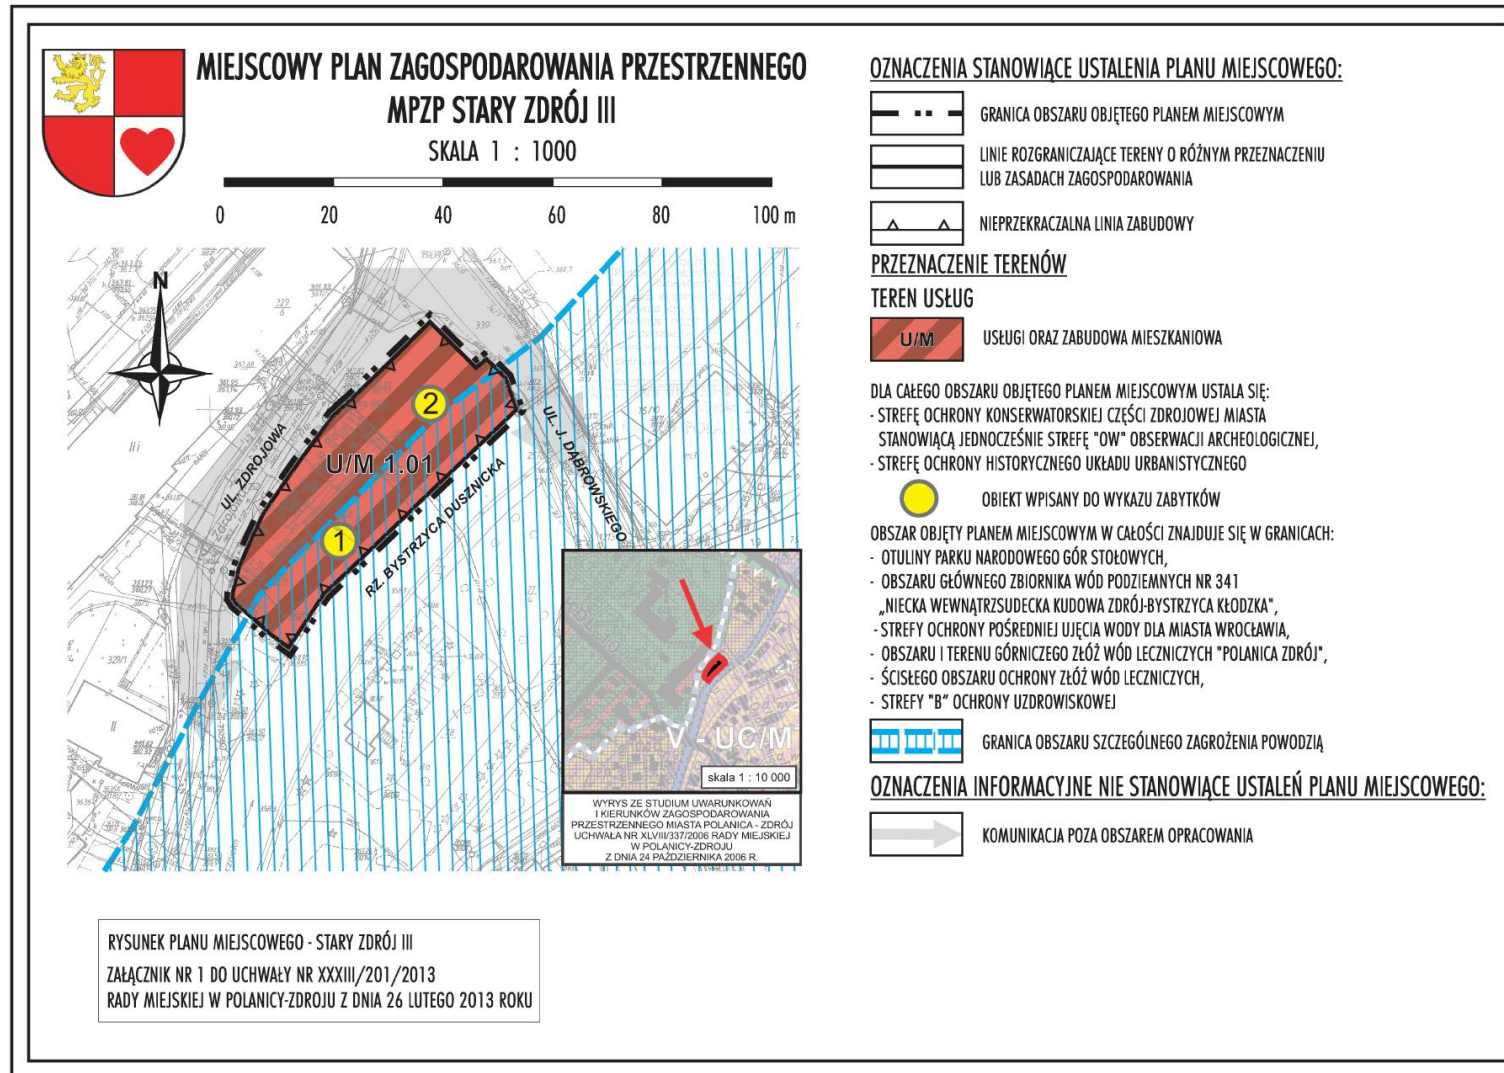 MIEJSCOWY PLAN ZAGOSPODAROWANIA PRZESTRZENNEGO
MPZP STARY ZDRÓJ III
SKALA 1 : 1000
0 20 40 60 80 100 m
N
UL. ZDROJOWA
U/M 1.01
2
1
RZ. BYSTRZYCA DUSZNICKA
UL. J. DĄBROWSKIEGO
339
V - UC/M
skala 1 : 10 000
WYRYS ZE STUDIUM UWARUNKOWAŃ
I KIERUNKÓW ZAGOSPODAROWANIA
PRZESTRZENNEGO MIASTA POLANICA - ZDRÓJ
UCHWAŁA NR XLVIII/337/2006 RADY MIEJSKIEJ
W POLANICY-ZDROJU
Z DNIA 24 PAŹDZIERNIKA 2006 R.
RYSUNEK PLANU MIEJSCOWEGO - STARY ZDRÓJ III
ZAŁĄCZNIK NR 1 DO UCHWAŁY NR XXXIII/201/2013
RADY MIEJSKIEJ W POLANICY-ZDROJU Z DNIA 26 LUTEGO 2013 ROKU
OZNACZENIA STANOWIĄCE USTALENIA PLANU MIEJSCOWEGO:
GRANICA OBSZARU OBJĘTEGO PLANEM MIEJSCOWYM
LINIE ROZGRANICZAJĄCE TERENY O RÓŻNYM PRZEZNACZENIU
LUB ZASADACH ZAGOSPODAROWANIA
NIEPRZEKRACZALNA LINIA ZABUDOWY
PRZEZNACZENIE TERENÓW
TEREN USŁUG
U/M USŁUGI ORAZ ZABUDOWA MIESZKANIOWA
DLA CAŁEGO OBSZARU OBJĘTEGO PLANEM MIEJSCOWYM USTALA SIĘ:
- STREFĘ OCHRONY KONSERWATORSKIEJ CZĘŚCI ZDROJOWEJ MIASTA
STANOWIĄCĄ JEDNOCZEŚNIE STREFĘ "OW" OBSERWACJI ARCHEOLOGICZNEJ,
- STREFĘ OCHRONY HISTORYCZNEGO UKŁADU URBANISTYCZNEGO
OBIEKT WPISANY DO WYKAZU ZABYTKÓW
OBSZAR OBJĘTY PLANEM MIEJSCOWYM W CAŁOŚCI ZNAJDUJE SIĘ W GRANICACH:
- OTULINY PARKU NARODOWEGO GÓR STOŁOWYCH,
- OBSZARU GŁÓWNEGO ZBIORNIKA WÓD PODZIEMNYCH NR 341
„NIECKA WEWNĄTRZSUDECKA KUDOWA ZDRÓJ-BYSTRZYCA KŁODZKA",
- STREFY OCHRONY POŚREDNIEJ UJĘCIA WODY DLA MIASTA WROCŁAWIA,
- OBSZARU I TERENU GÓRNICZEGO ZŁÓŻ WÓD LECZNICZYCH "POLANICA ZDRÓJ",
- ŚCISŁEGO OBSZARU OCHRONY ZŁÓŻ WÓD LECZNICZYCH,
- STREFY "B" OCHRONY UZDROWISKOWEJ
GRANICA OBSZARU SZCZEGÓLNEGO ZAGROŻENIA POWODZIĄ
OZNACZENIA INFORMACYJNE NIE STANOWIĄCE USTALEŃ PLANU MIEJSCOWEGO:
KOMUNIKACJA POZA OBSZAREM OPRACOWANIA